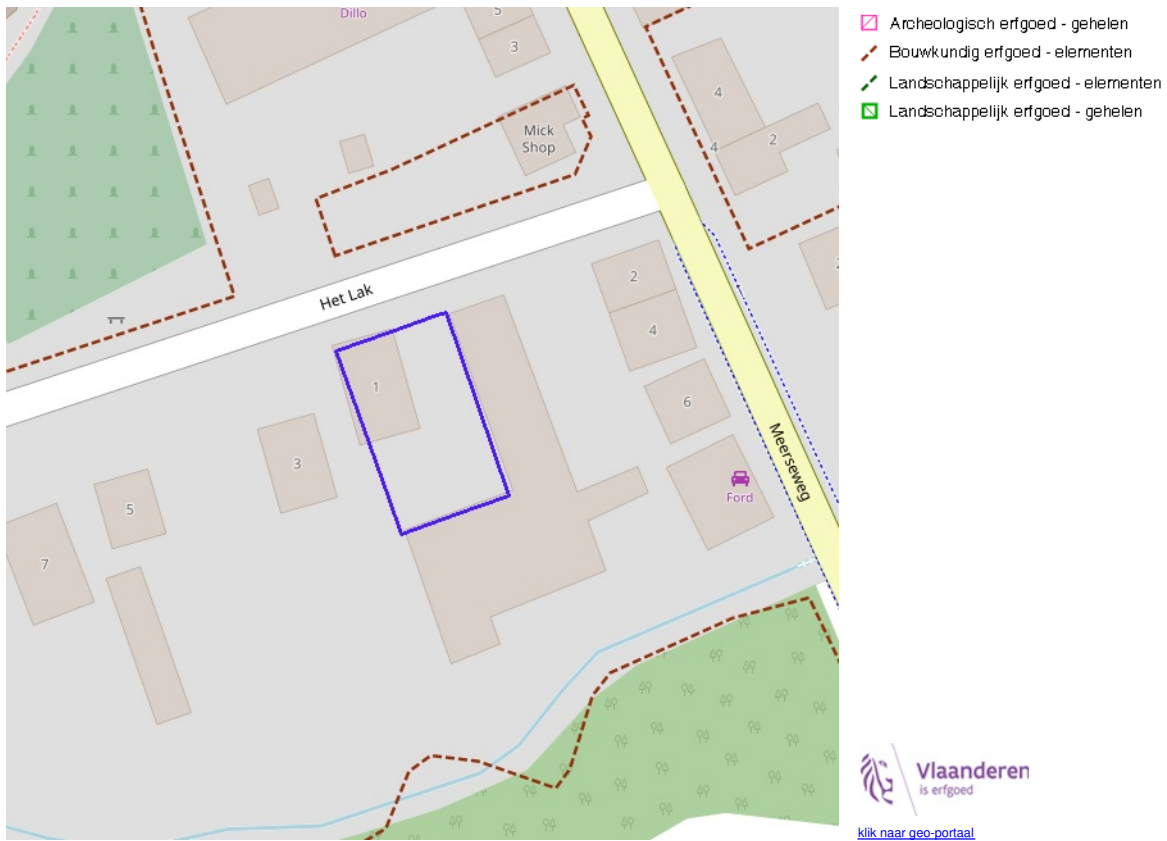 Dillo
5
3
4
4
2
Mick
Shop
Het Lak
2
4
6
1
3
5
7
Ford
Meerseweg
Archeologisch erfgoed - gehelen
Bouwkundig erfgoed - elementen
Landschappelijk erfgoed - elementen
Landschappelijk erfgoed - gehelen
Vlaanderen
is erfgoed
klik naar geo-portaal